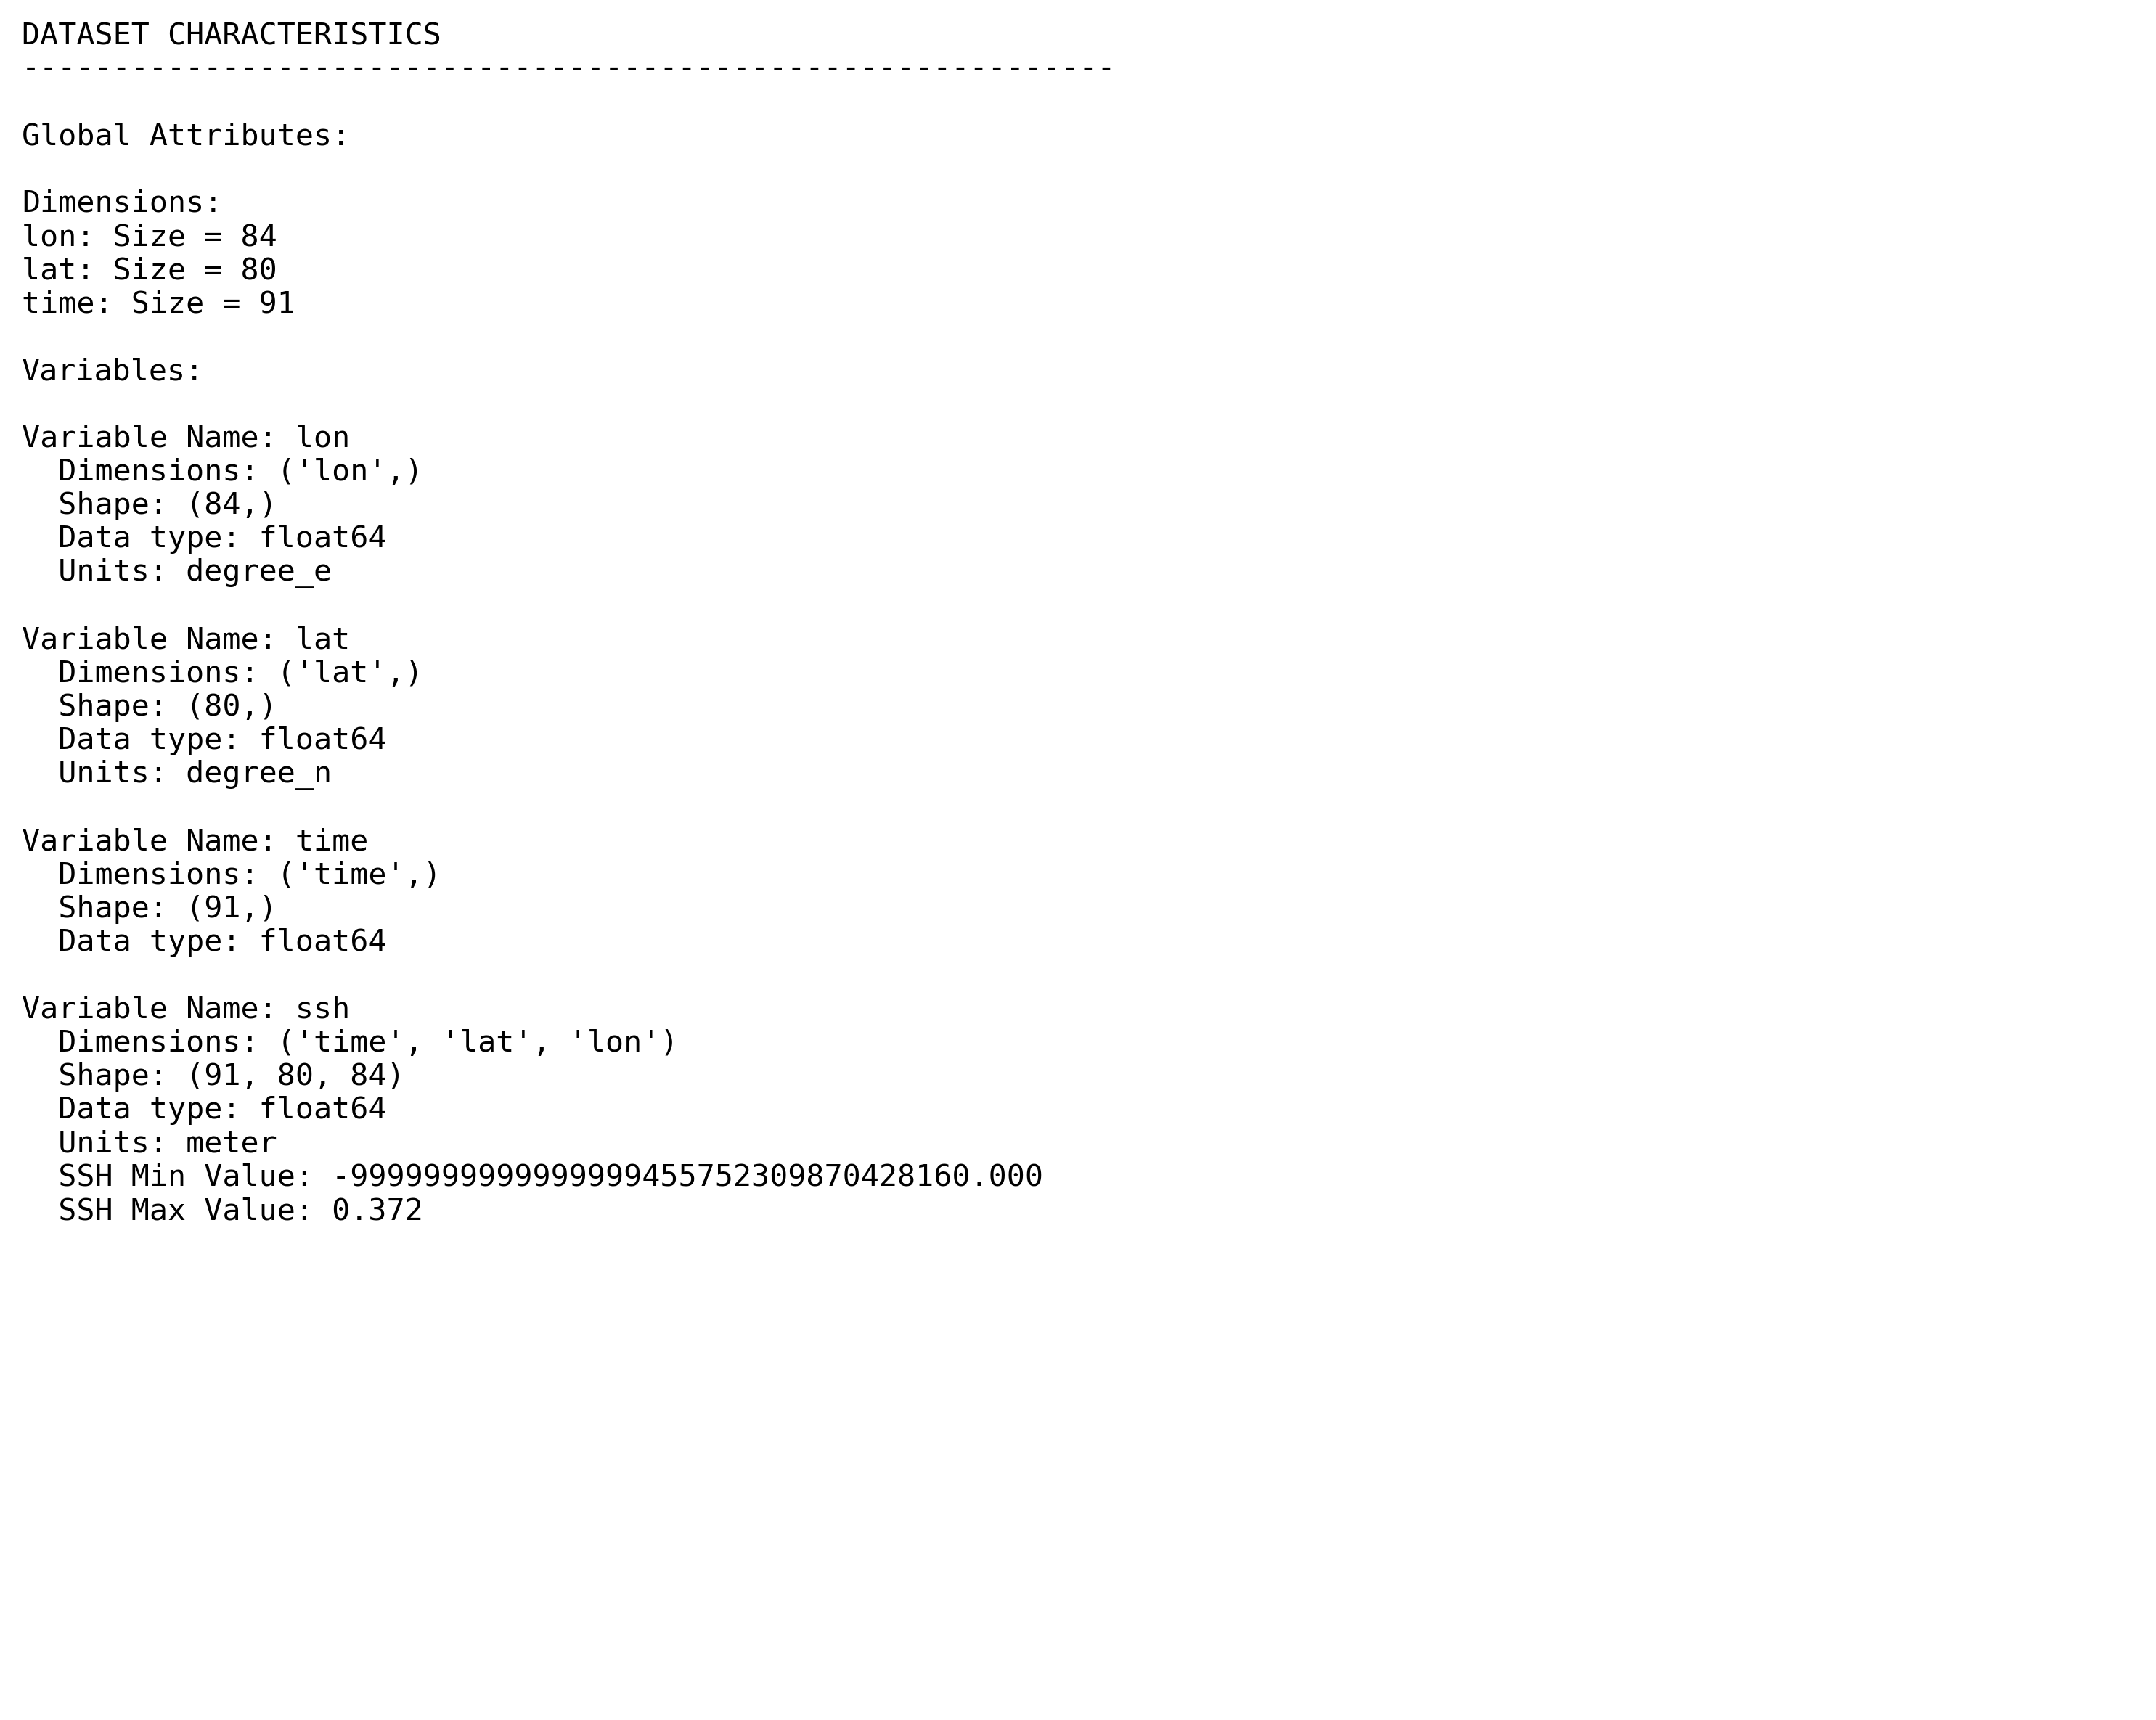 DATASET CHARACTERISTICS
------------------------------------------------------------
Global Attributes:
Dimensions:
lon: Size = 84
lat: Size = 80
time: Size = 91
Variables:
Variable Name: lon
Dimensions: ('lon',)
Shape: (84,)
Data type: float64
Units: degree_e
Variable Name: lat
Dimensions: ('lat',)
Shape: (80,)
Data type: float64
Units: degree_n
Variable Name: time
Dimensions: ('time',)
Shape: (91,)
Data type: float64
Variable Name: ssh
Dimensions: ('time', 'lat', 'lon')
Shape: (91, 80, 84)
Data type: float64
Units: meter
SSH Min Value: -9999999999999999455752309870428160.000
SSH Max Value: 0.372